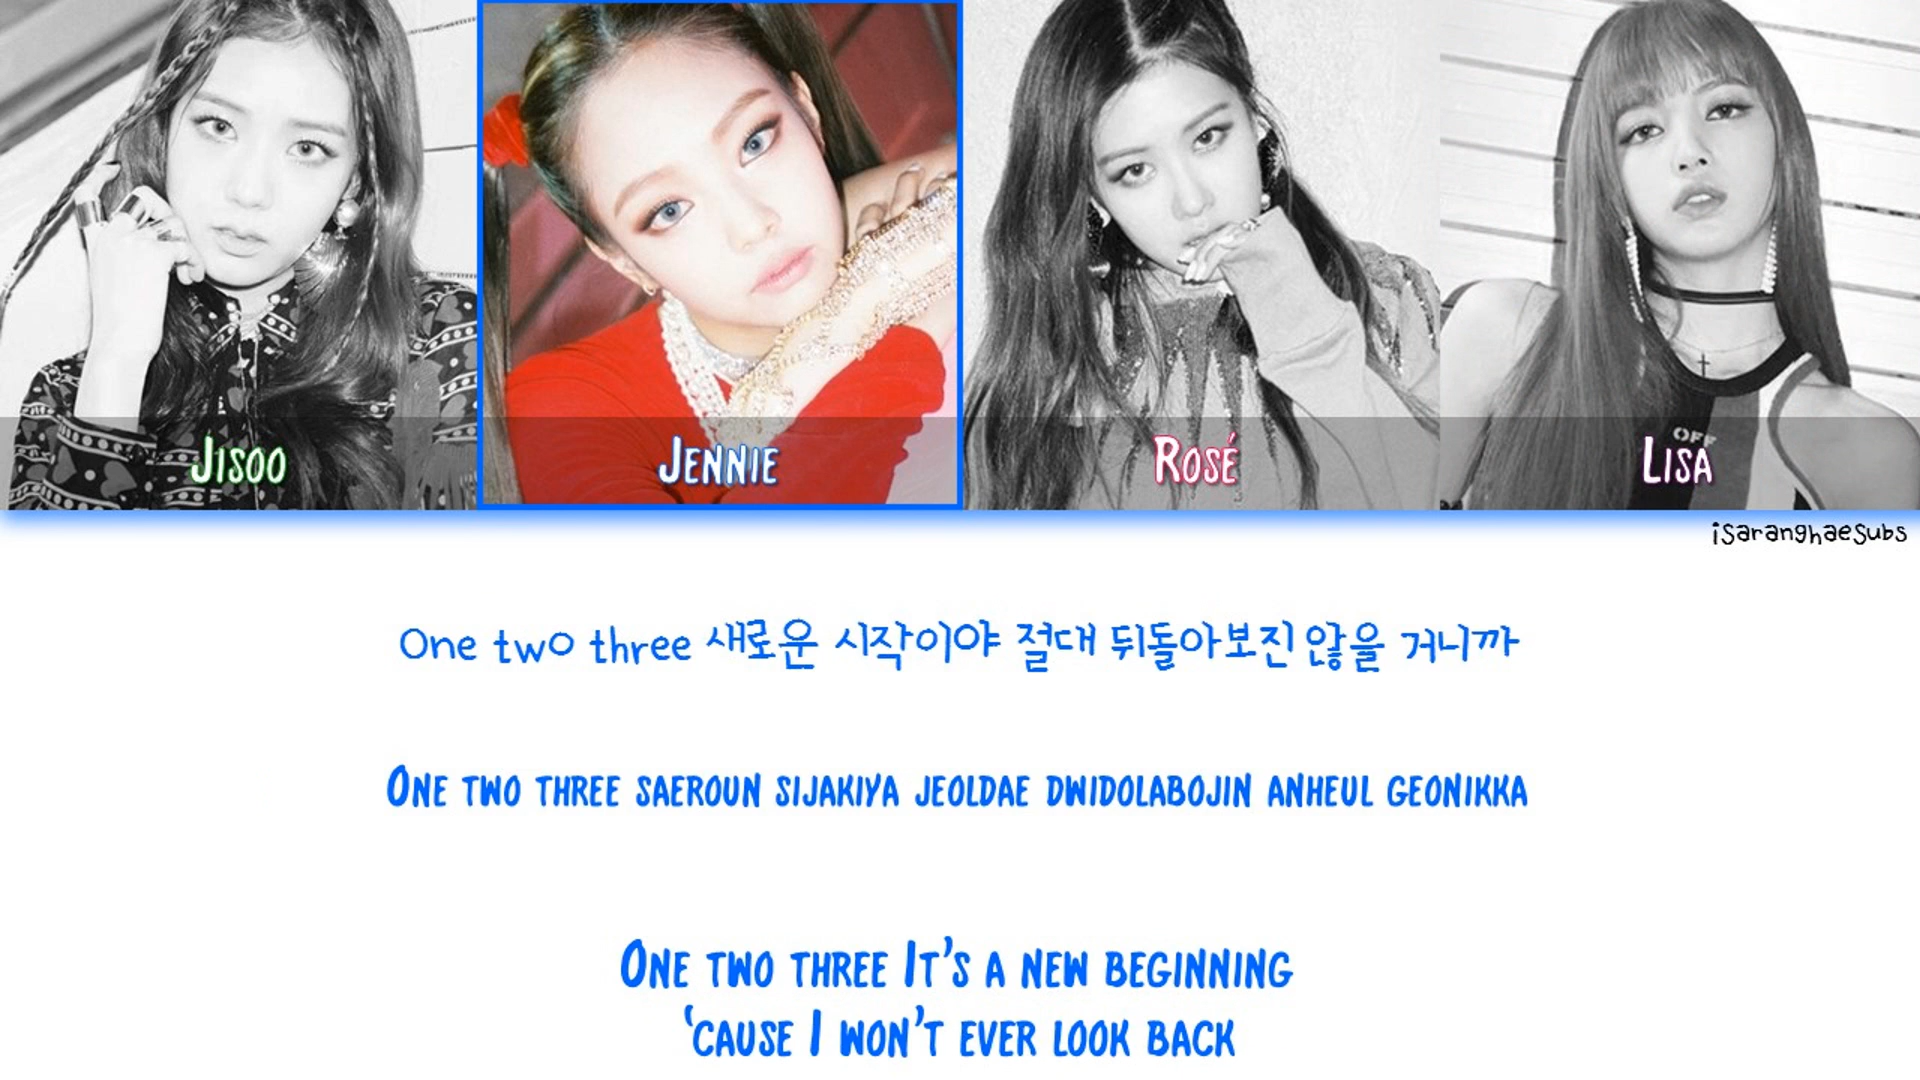 Jisoo
Jennie
Rosé
OFF
Lisa
isaranghaesubs
One two three 새로운 시작이야 절대 뒤돌아보진 않을 거니까
One two three saeroun sijakiya jeoldae dwidolabojin anheul geonikka
One two three It's a new beginning
'cause I won't ever look back